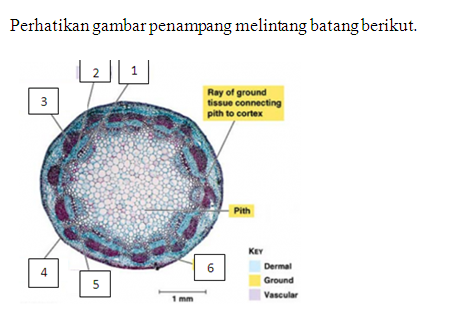 Perhatikan gambar penampang melintang batang berikut.
2
1
3
Ray of ground
tissue connecting
pith to cortex
Pith
4
5
6
1 mm
KEY
Dermal
Ground
Vascular